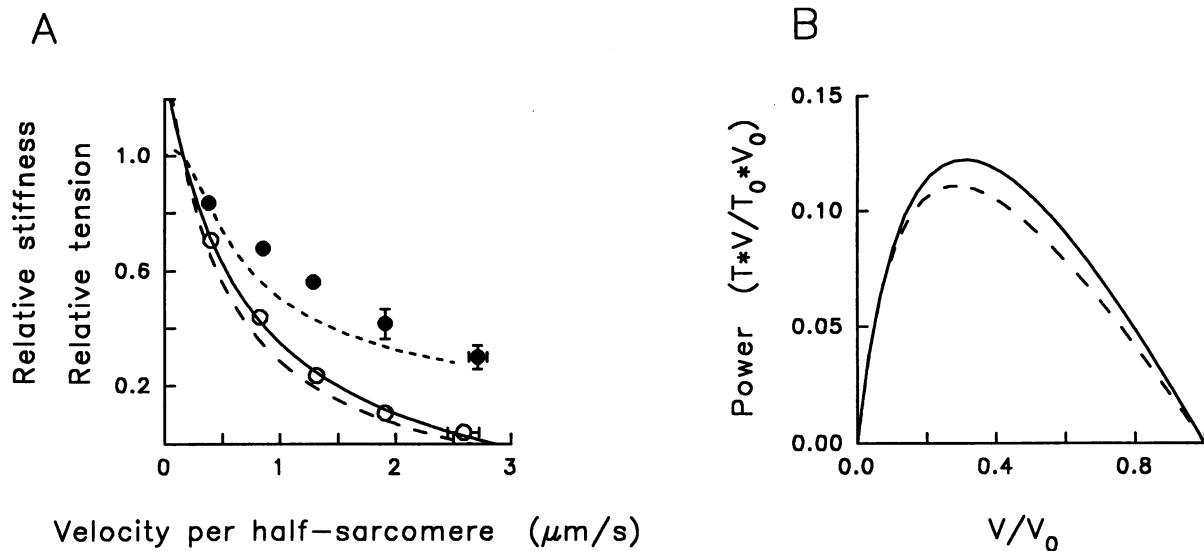 A
Relative stiffness
Relative tension
1.0
0.6
0.2
0
1
2
3
Velocity per half-sarcomere (μm/s)
B
Power (T*V/T₀*V₀)
0.15
0.10
0.05
0.00
0.0
0.4
0.8
V/V₀